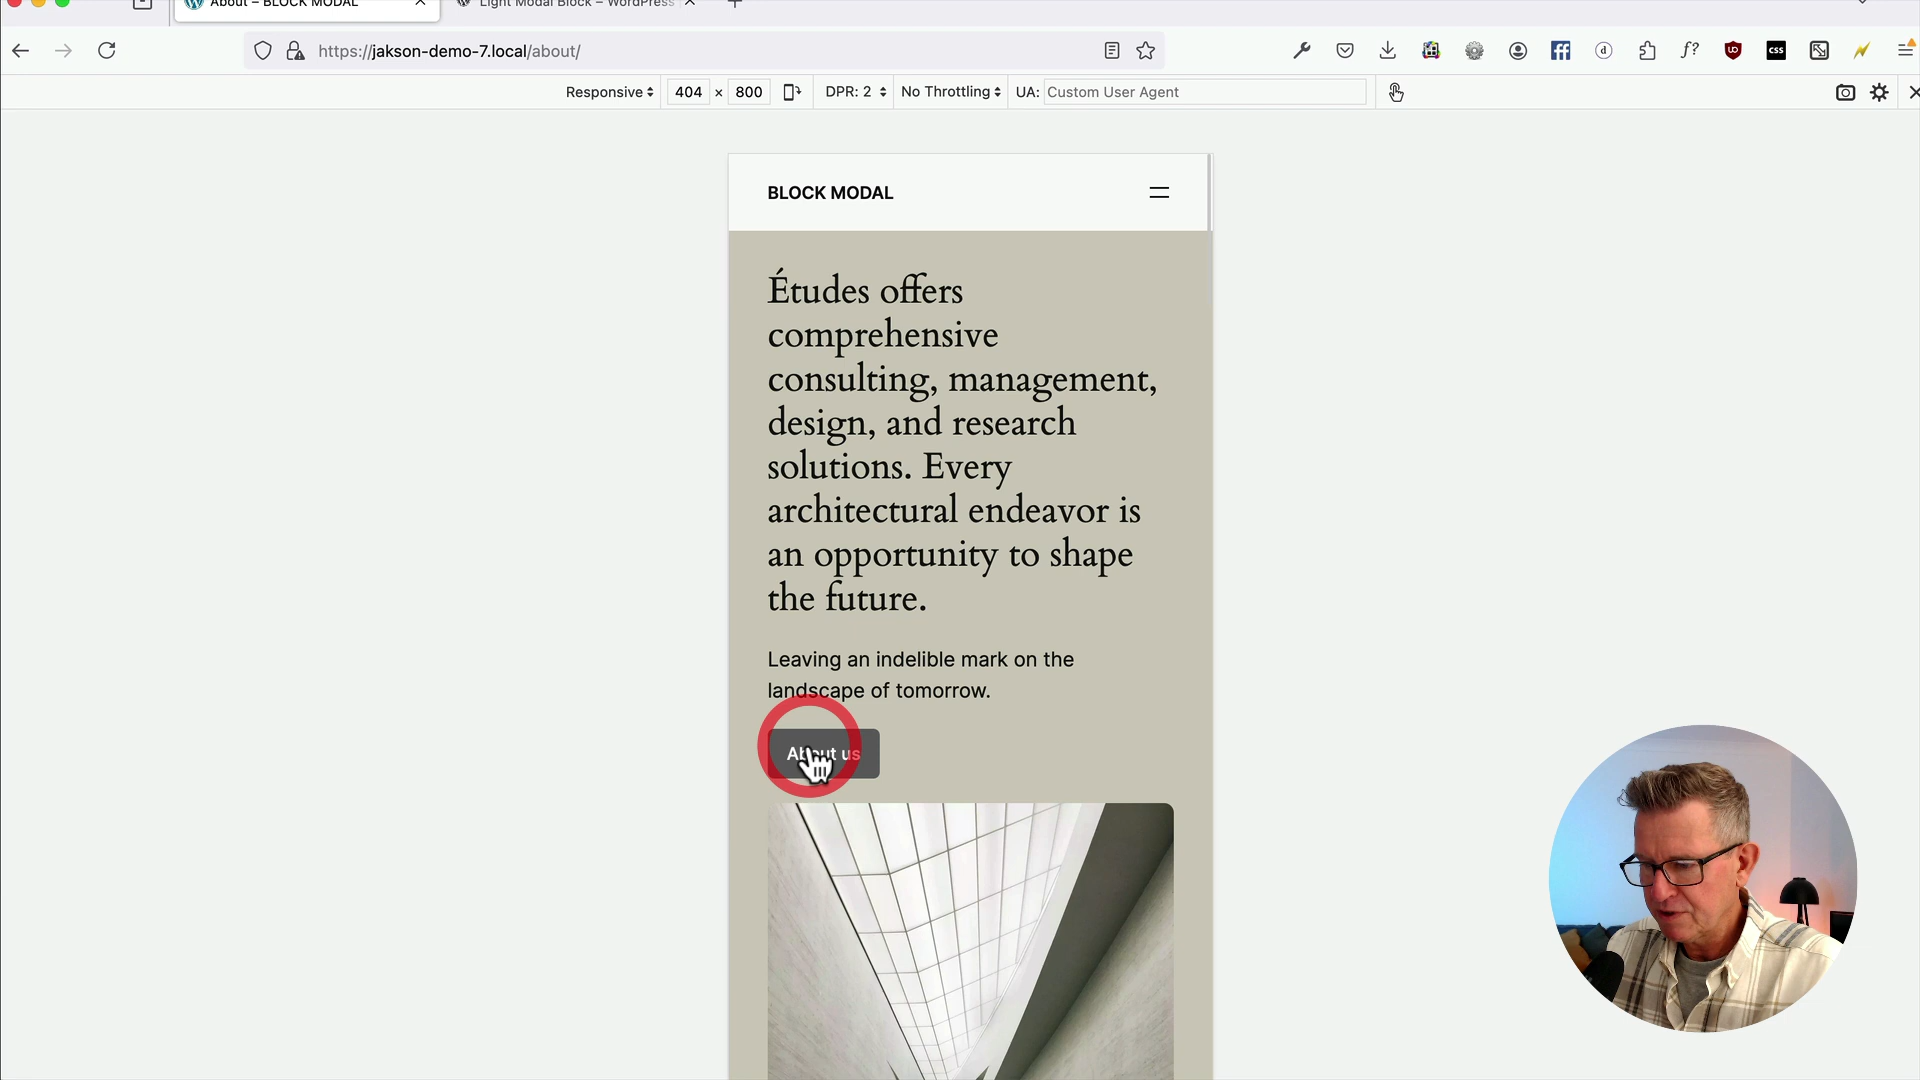 About – BLOCK MODAL
Light Modal Block – WordPress
https://jakson-demo-7.local/about/
Responsive 404 × 800 DPR: 2 No Throttling UA: Custom User Agent
BLOCK MODAL
Études offers
comprehensive
consulting, management,
design, and research
solutions. Every
architectural endeavor is
an opportunity to shape
the future.
Leaving an indelible mark on the
landscape of tomorrow.
About us